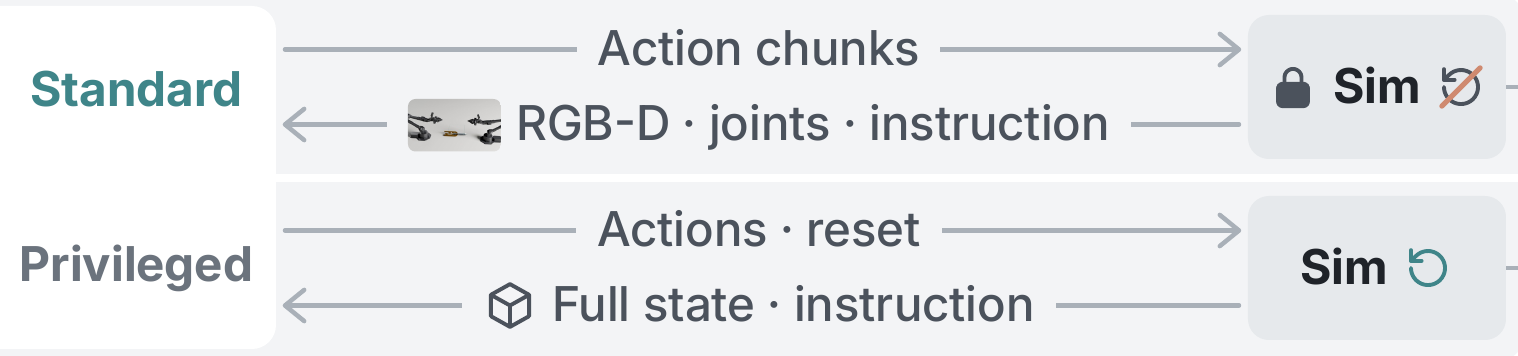 Standard
Action chunks
RGB-D · joints · instruction
Sim
Privileged
Actions · reset
Full state · instruction
Sim